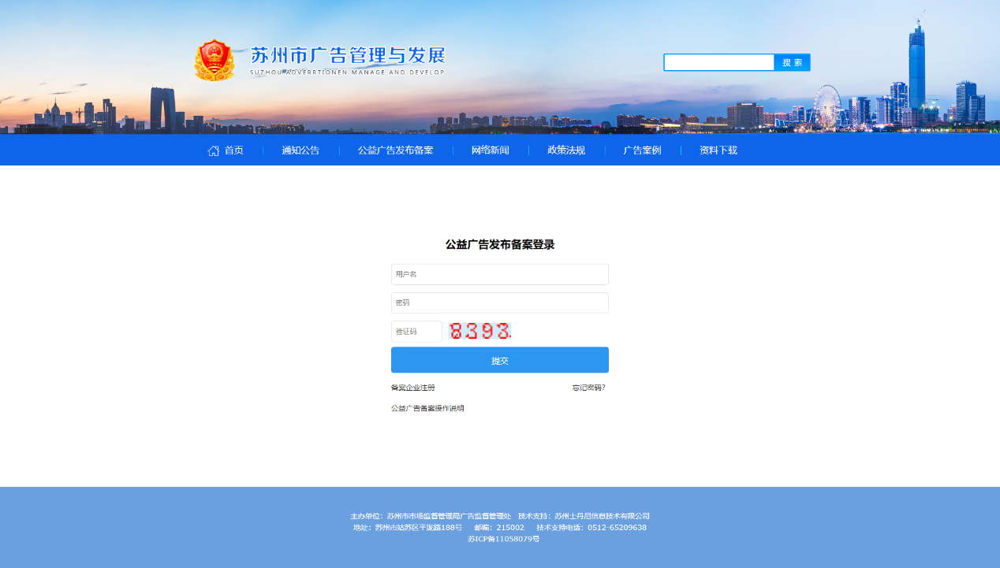 苏州市广告管理与发展
SUZHOU ADVERRTIONEN MANAGE AND DEVELOP
搜 索
首页 通知公告 公益广告发布备案 网络新闻 政策法规 广告案例 资料下载
公益广告发布备案登录
用户名
密码
验证码 8393
提交
备案企业注册 忘记密码?
公益广告备案操作说明
主办单位：苏州市市场监督管理局广告监督管理处 技术支持：苏州士丹尼信息技术有限公司
地址：苏州市姑苏区平泷路188号 邮编：215002 技术支持电话：0512-65209638
苏ICP备11058079号